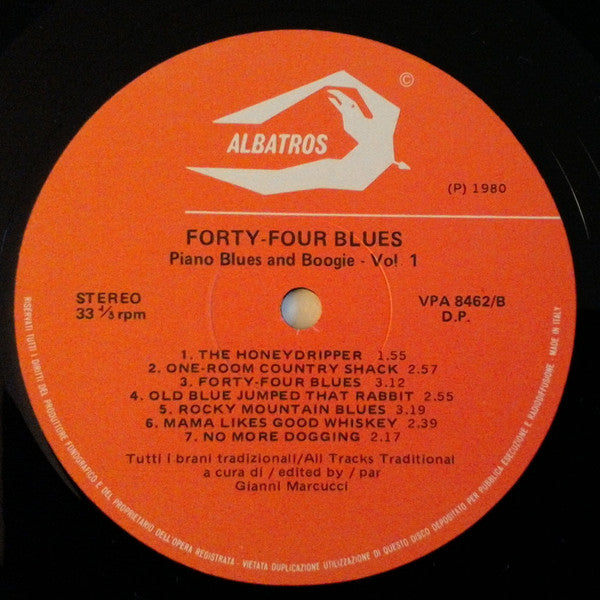 ©
ALBATROS
(P) 1980
FORTY-FOUR BLUES
Piano Blues and Boogie - Vol. 1
STEREO
33 ⅓ rpm
VPA 8462/B
D.P.
1. THE HONEYDRIPPER 1.55
2. ONE-ROOM COUNTRY SHACK 2.57
3. FORTY-FOUR BLUES 3.12
4. OLD BLUE JUMPED THAT RABBIT 2.55
5. ROCKY MOUNTAIN BLUES 3.19
6. MAMA LIKES GOOD WHISKEY 2.39
7. NO MORE DOGGING 2.17
Tutti i brani tradizionali/All Tracks Traditional
a cura di / edited by / par
Gianni Marcucci
RISERVATI TUTTI I DIRITTI DEL PRODUTTORE FONOGRAFICO E DEL PROPRIETARIO DELL'OPERA REGISTRATA - VIETATA DUPLICAZIONE UTILIZZAZIONE DI QUESTO DISCO DEPOSITATO PER PUBBLICA ESECUZIONE E RADIODIFFUSIONE. MADE IN ITALY